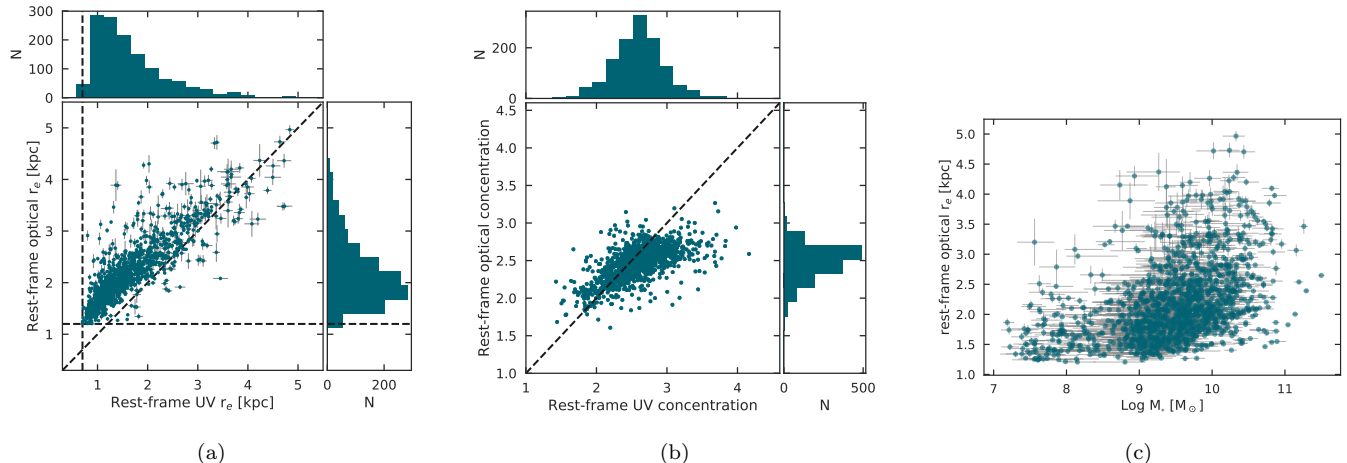 300
200
100
0
N
5
4
3
2
1
Rest-frame optical r_e [kpc]
1 2 3 4 5
Rest-frame UV r_e [kpc]
0 200
N
(a)
200
0
N
4.5
4.0
3.5
3.0
2.5
2.0
1.5
1.0
Rest-frame optical concentration
1 2 3 4
Rest-frame UV concentration
0 500
N
(b)
5.0
4.5
4.0
3.5
3.0
2.5
2.0
1.5
1.0
rest-frame optical r_e [kpc]
7 8 9 10 11
Log M_* [M_⊙]
(c)